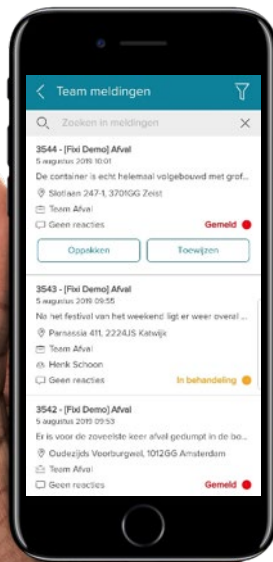 Team meldingen
Zoeken in meldingen
3544 - [Fixi Demo] Afval
5 augustus 2019 10:01
De container is echt helemaal volgebouwd met grof...
Slotlaan 247-1, 3701GG Zeist
Team Afval
Geen reacties Gemeld
Oppakken Toewijzen
3543 - [Fixi Demo] Afval
5 augustus 2019 09:55
Na het festival van het weekend ligt er weer overal ...
Parnassia 411, 2224JS Katwijk
Team Afval
Henk Schoon
Geen reacties In behandeling
3542 - [Fixi Demo] Afval
5 augustus 2019 09:53
Er is voor de zoveelste keer afval gedumpt in de bo...
Oudezijds Voorburgwal, 1012GG Amsterdam
Team Afval
Geen reacties Gemeld